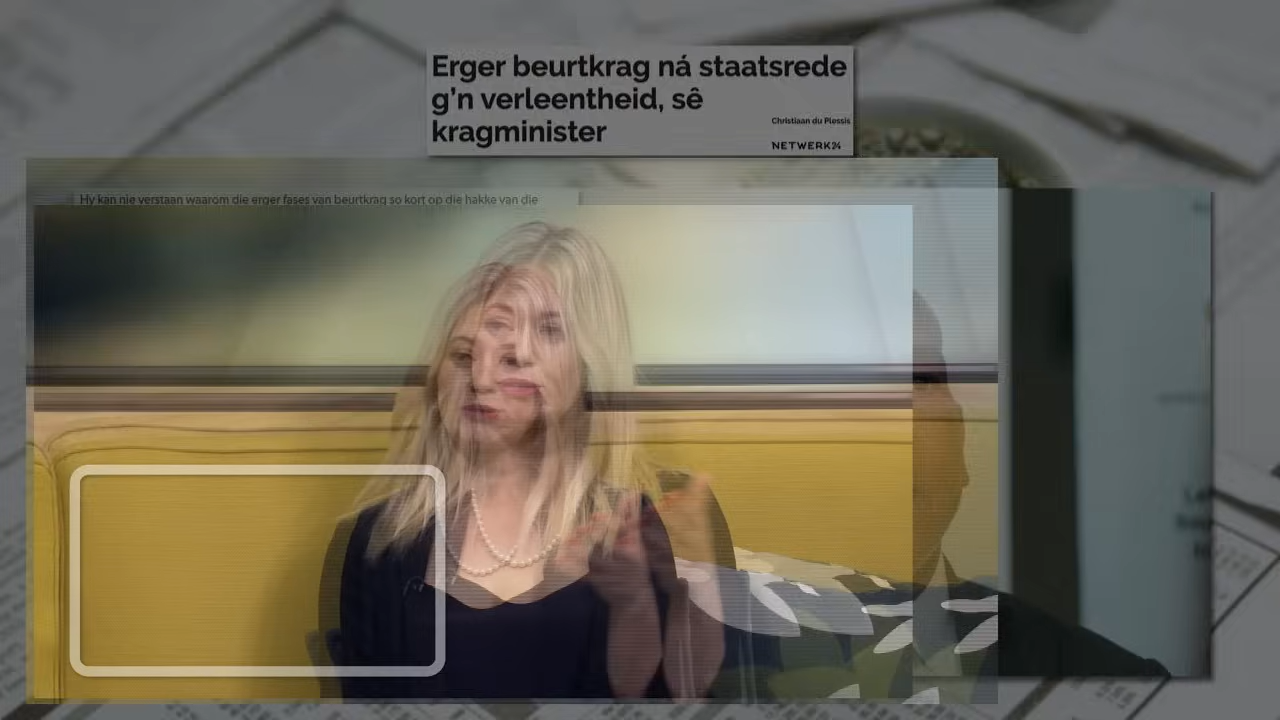 Erger beurtkrag ná staatsrede
g’n verleentheid, sê
kragminister
Christiaan du Plessis
NETWERK24
Hy kan nie verstaan waarom die erger fases van beurtkrag so kort op die hakke van die